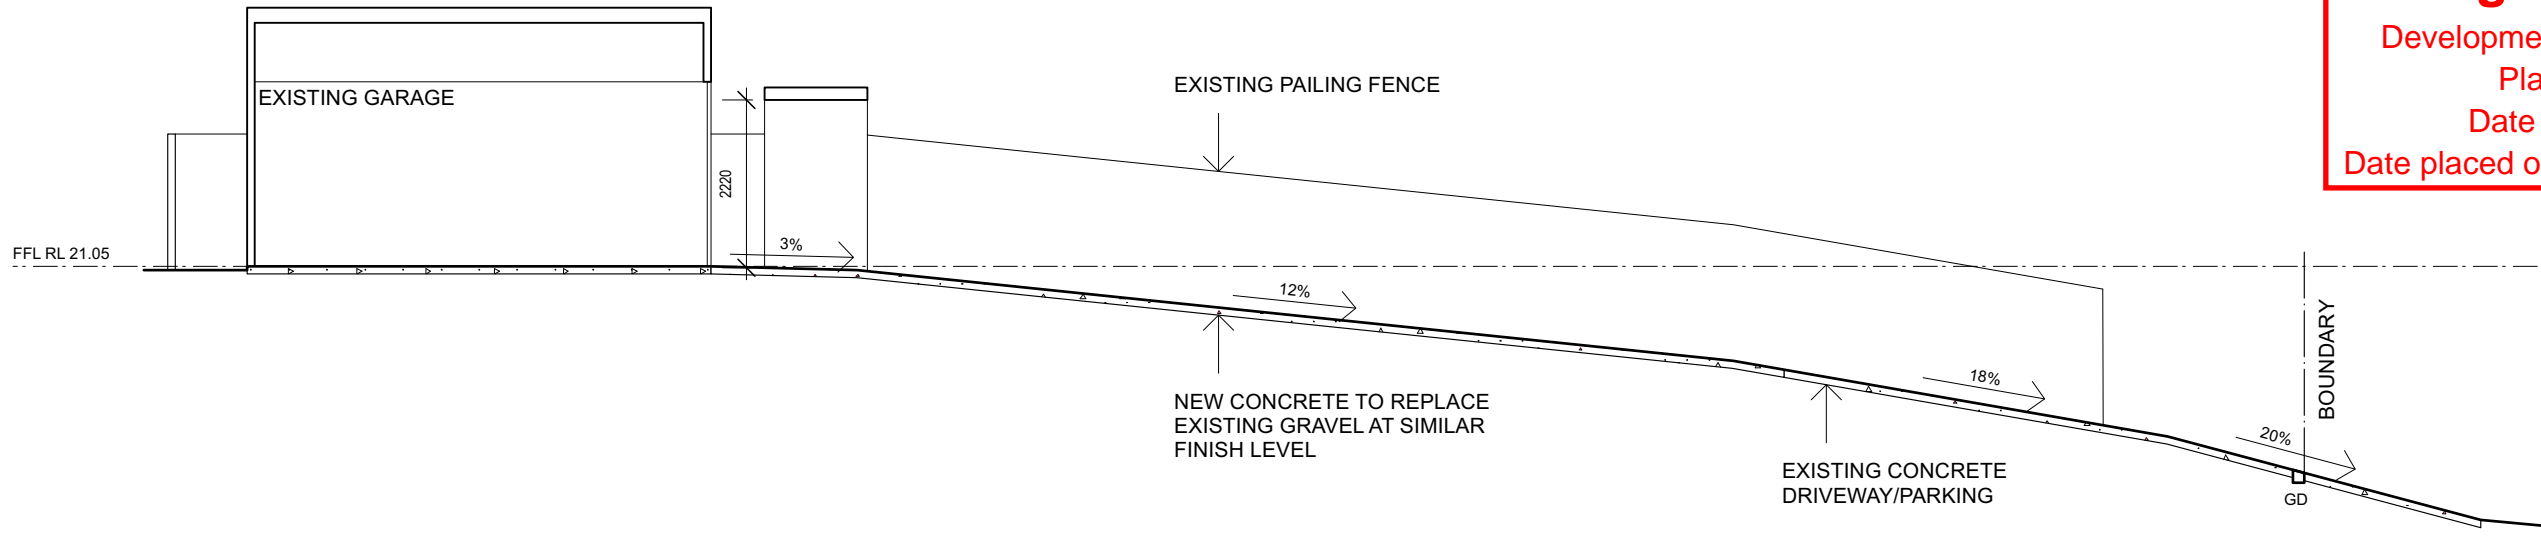 Developme
Pla
Date
Date placed o
EXISTING GARAGE
EXISTING PAILING FENCE
2220
FFL RL 21.05
3%
12%
NEW CONCRETE TO REPLACE
EXISTING GRAVEL AT SIMILAR
FINISH LEVEL
18%
EXISTING CONCRETE
DRIVEWAY/PARKING
20%
BOUNDARY
GD